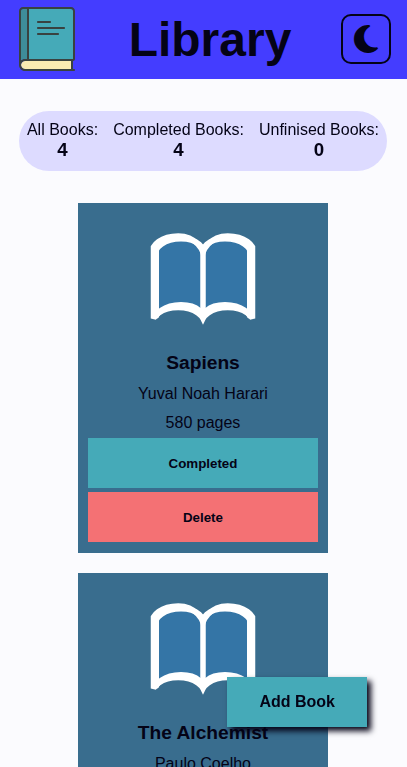 Library
All Books: Completed Books: Unfinised Books:
4 4 0
Sapiens
Yuval Noah Harari
580 pages
Completed
Delete
Add Book
The Alchemist
Paulo Coelho